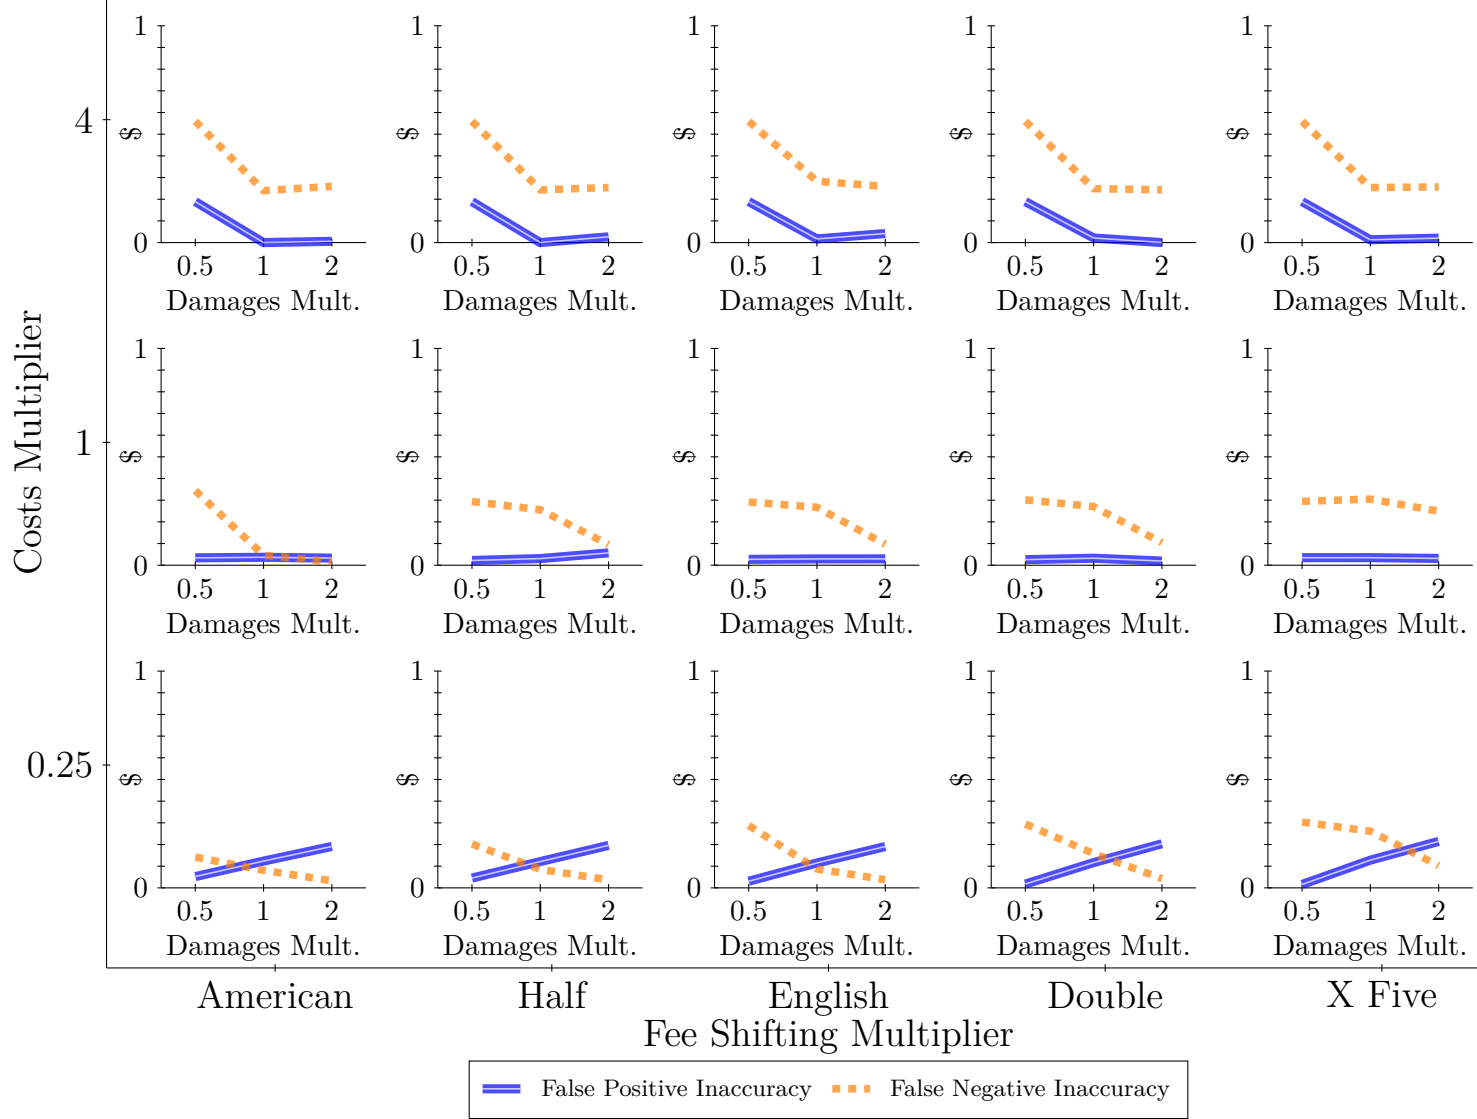 1
$
0
0.5 1 2
Damages Mult.
1
$
0
0.5 1 2
Damages Mult.
1
$
0
0.5 1 2
Damages Mult.
1
$
0
0.5 1 2
Damages Mult.
1
$
0
0.5 1 2
Damages Mult.
4
1
$
0
0.5 1 2
Damages Mult.
1
$
0
0.5 1 2
Damages Mult.
1
$
0
0.5 1 2
Damages Mult.
1
$
0
0.5 1 2
Damages Mult.
1
$
0
0.5 1 2
Damages Mult.
1
Costs Multiplier
1
$
0
0.5 1 2
Damages Mult.
1
$
0
0.5 1 2
Damages Mult.
1
$
0
0.5 1 2
Damages Mult.
1
$
0
0.5 1 2
Damages Mult.
1
$
0
0.5 1 2
Damages Mult.
0.25
American Half English Double X Five
Fee Shifting Multiplier
False Positive Inaccuracy False Negative Inaccuracy